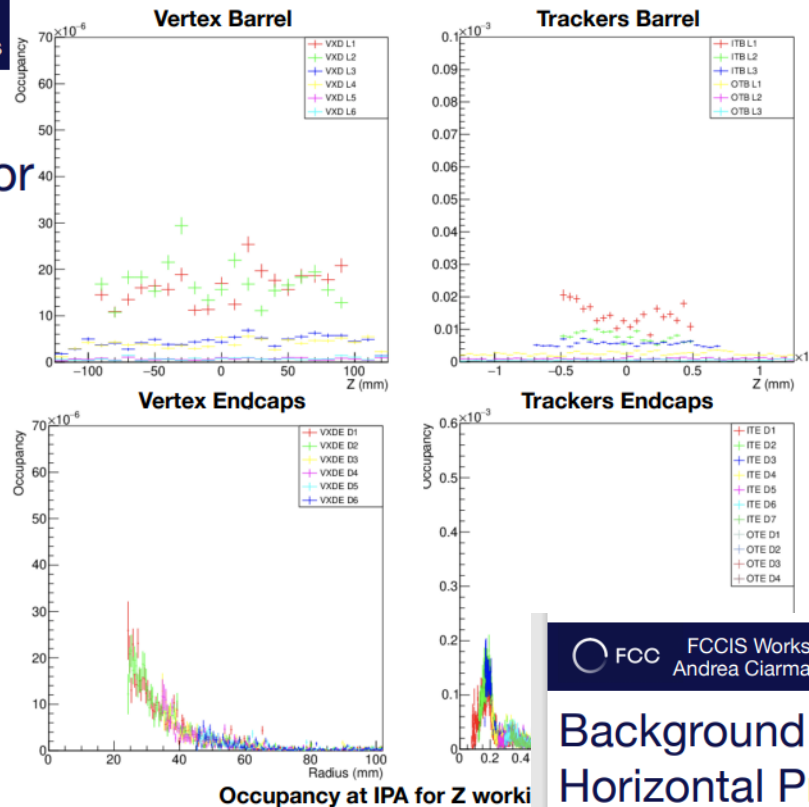 s
or
Vertex Barrel
×10⁻⁶
Occupancy
70
60
50
40
30
20
10
0
VXD L1
VXD L2
VXD L3
VXD L4
VXD L5
VXD L6
−100 −50 0 50 100
Z (mm)
Trackers Barrel
×10⁻³
0.1
0.09
0.08
0.07
0.06
0.05
0.04
0.03
0.02
0.01
0
ITB L1
ITB L2
ITB L3
OTB L1
OTB L2
OTB L3
−1 −0.5 0 0.5 1
×1
Z (mm)
Vertex Endcaps
×10⁻⁶
Occupancy
70
60
50
40
30
20
10
0
VXDE D1
VXDE D2
VXDE D3
VXDE D4
VXDE D5
VXDE D6
0 20 40 60 80 100
Radius (mm)
Trackers Endcaps
×10⁻³
Occupancy
0.6
0.5
0.4
0.3
0.2
0.1
0
ITE D1
ITE D2
ITE D3
ITE D4
ITE D5
ITE D6
ITE D7
OTE D1
OTE D2
OTE D3
OTE D4
0 0.2 0.4
Occupancy at IPA for Z worki
FCC
FCCIS Works
Andrea Ciarma
Background
Horizontal P